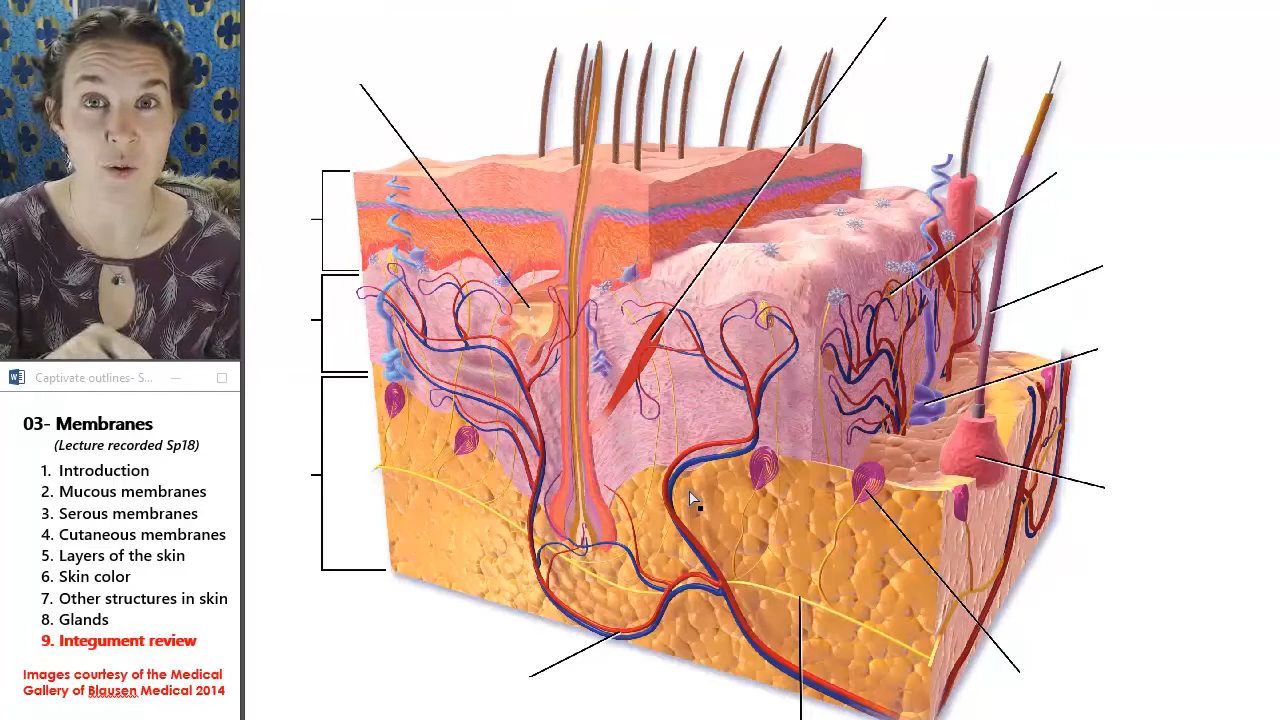 Captivate outlines- S...
03- Membranes
(Lecture recorded Sp18)
1. Introduction
2. Mucous membranes
3. Serous membranes
4. Cutaneous membranes
5. Layers of the skin
6. Skin color
7. Other structures in skin
8. Glands
9. Integument review
Images courtesy of the Medical
Gallery of Blausen Medical 2014